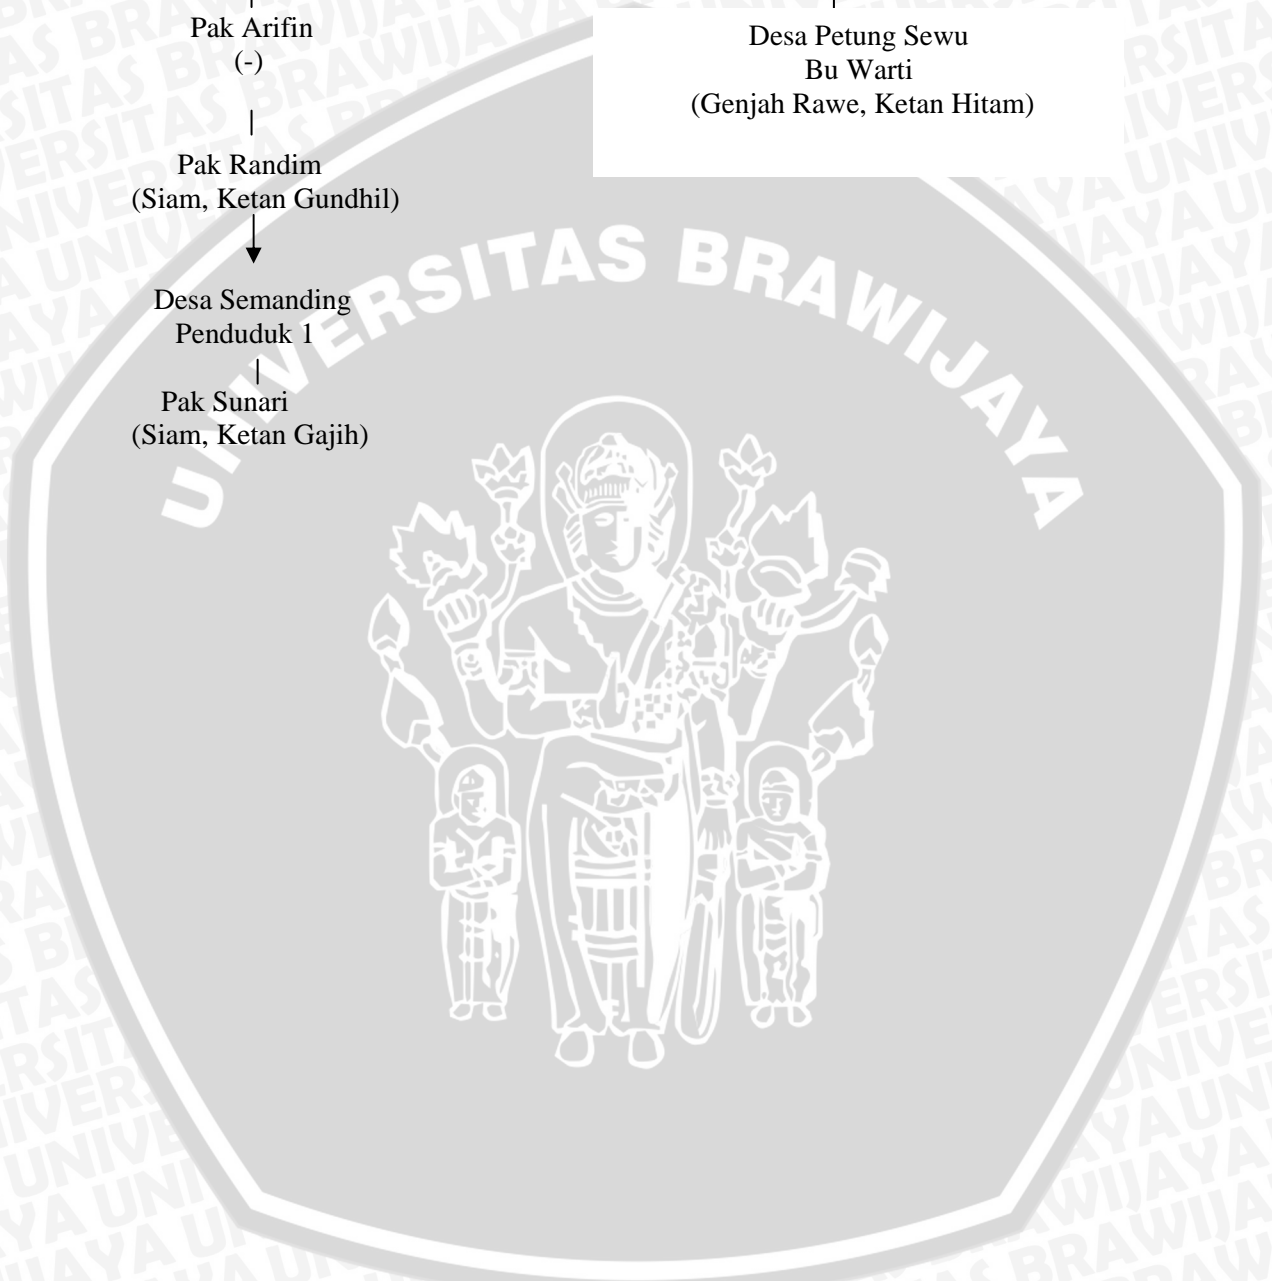 Pak Arifin
(-)
|
Pak Randim
(Siam, Ketan Gundhil)
Desa Semanding
Penduduk 1
|
Pak Sunari
(Siam, Ketan Gajih)
Desa Petung Sewu
Bu Warti
(Genjah Rawe, Ketan Hitam)
UNIVERSITAS BRAWIJAYA